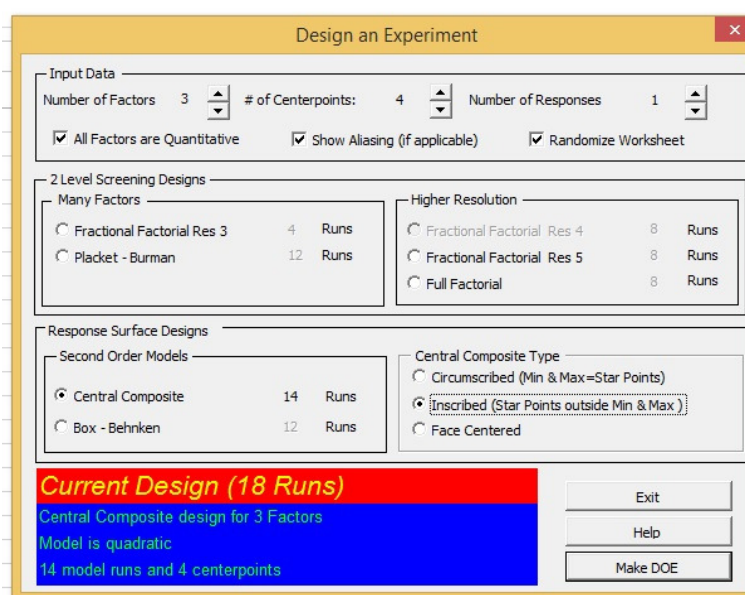 Design an Experiment
Input Data
Number of Factors 3 # of Centerpoints: 4 Number of Responses 1
All Factors are Quantitative Show Aliasing (if applicable) Randomize Worksheet
2 Level Screening Designs
Many Factors
Fractional Factorial Res 3 4 Runs
Placket - Burman 12 Runs
Higher Resolution
Fractional Factorial Res 4 8 Runs
Fractional Factorial Res 5 8 Runs
Full Factorial 8 Runs
Response Surface Designs
Second Order Models
Central Composite 14 Runs
Box - Behnken 12 Runs
Central Composite Type
Circumscribed (Min & Max=Star Points)
Inscribed (Star Points outside Min & Max )
Face Centered
Current Design (18 Runs)
Central Composite design for 3 Factors
Model is quadratic
14 model runs and 4 centerpoints
Exit
Help
Make DOE